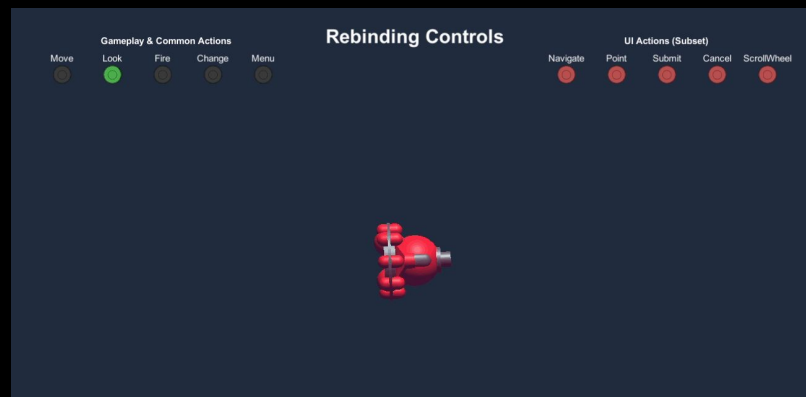 Rebinding Controls
Gameplay & Common Actions
Move Look Fire Change Menu
UI Actions (Subset)
Navigate Point Submit Cancel ScrollWheel